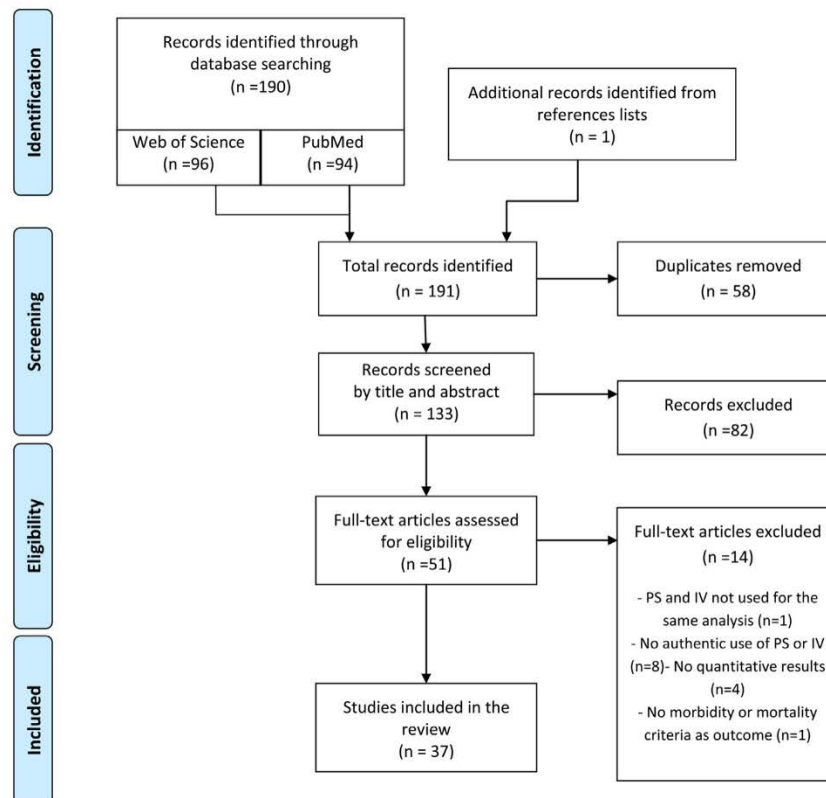 Identification
Records identified through
database searching
(n =190)
Web of Science
(n =96)
PubMed
(n =94)
Additional records identified from
references lists
(n = 1)
Screening
Total records identified
(n = 191)
Duplicates removed
(n = 58)
Records screened
by title and abstract
(n = 133)
Records excluded
(n =82)
Eligibility
Full-text articles assessed
for eligibility
(n =51)
Full-text articles excluded
(n =14)
- PS and IV not used for the
same analysis (n=1)
- No authentic use of PS or IV
(n=8)- No quantitative results
(n=4)
- No morbidity or mortality
criteria as outcome (n=1)
Included
Studies included in the
review
(n = 37)